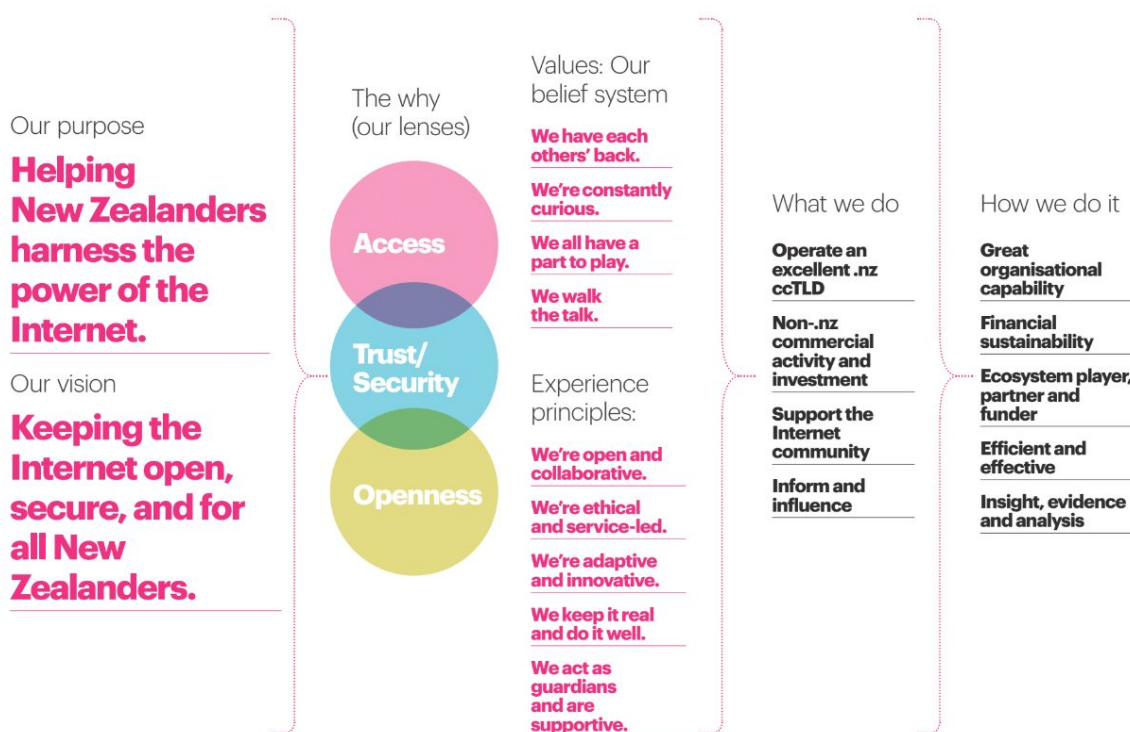 Our purpose
Helping
New Zealanders
harness the
power of the
Internet.
Our vision
Keeping the
Internet open,
secure, and for
all New
Zealanders.
The why
(our lenses)
Access
Trust/
Security
Openness
Values: Our
belief system
We have each
others' back.
We're constantly
curious.
We all have a
part to play.
We walk
the talk.
Experience
principles:
We're open and
collaborative.
We're ethical
and service-led.
We're adaptive
and innovative.
We keep it real
and do it well.
We act as
guardians
and are
supportive.
What we do
Operate an
excellent .nz
ccTLD
Non-.nz
commercial
activity and
investment
Support the
Internet
community
Inform and
influence
How we do it
Great
organisational
capability
Financial
sustainability
Ecosystem player,
partner and
funder
Efficient and
effective
Insight, evidence
and analysis